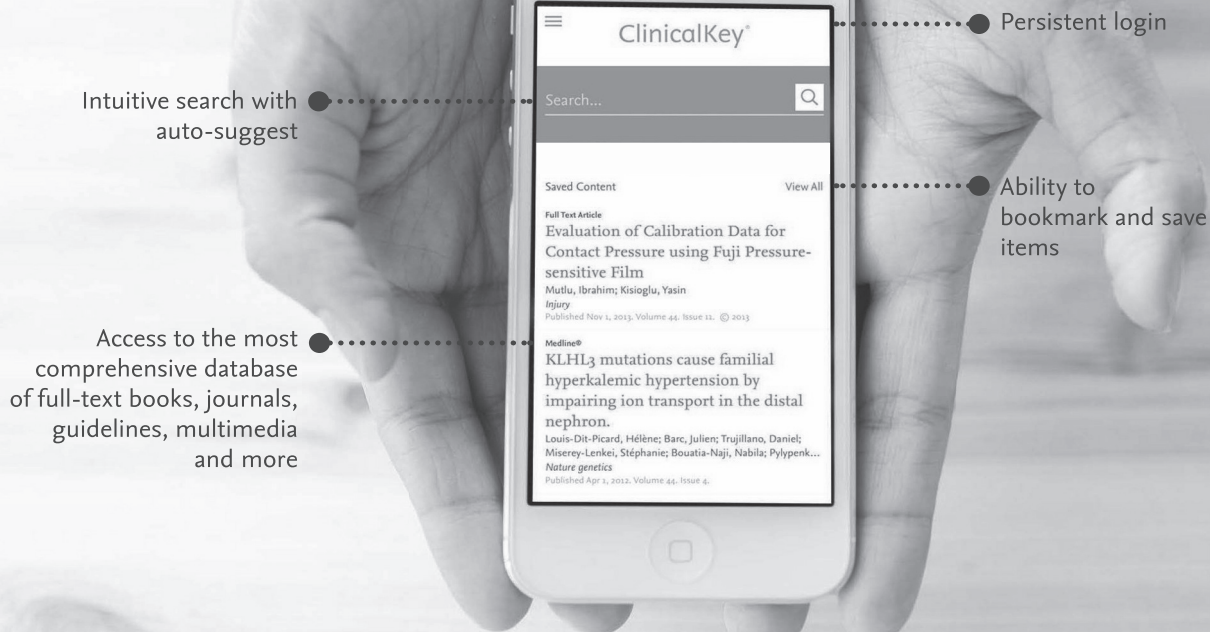 ClinicalKey®
Persistent login
Intuitive search with
auto-suggest
Search...
Saved Content
View All
Ability to
bookmark and save
items
Full Text Article
Evaluation of Calibration Data for
Contact Pressure using Fuji Pressure-
sensitive Film
Mutlu, Ibrahim; Kisioglu, Yasin
Injury
Published Nov 1, 2013. Volume 44. Issue 11. © 2013
Access to the most
comprehensive database
of full-text books, journals,
guidelines, multimedia
and more
Medline®
KLHL3 mutations cause familial
hyperkalemic hypertension by
impairing ion transport in the distal
nephron.
Louis-Dit-Picard, Hélène; Barc, Julien; Trujillano, Daniel;
Miserey-Lenkei, Stéphanie; Bouatia-Naji, Nabila; Pylypenk...
Nature genetics
Published Apr 1, 2012. Volume 44. Issue 4.